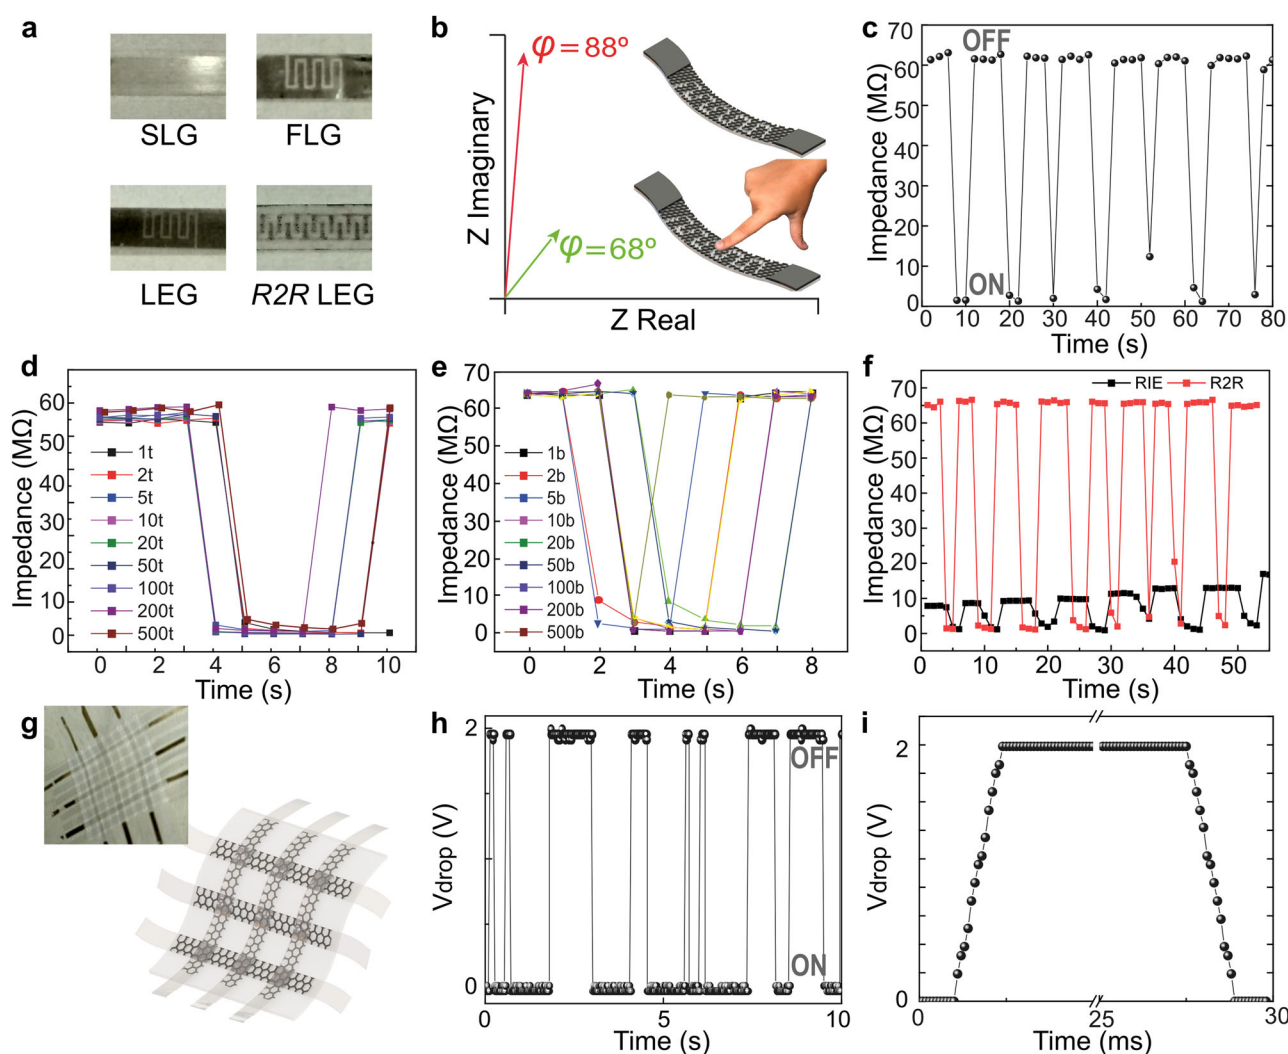 a
SLG
FLG
LEG
R2R LEG
b
Z Imaginary
φ=88º
φ=68º
Z Real
c
Impedance (MΩ)
70
60
50
40
30
20
10
0
OFF
ON
0 10 20 30 40 50 60 70 80
Time (s)
d
Impedance (MΩ)
60
50
40
30
20
10
0
1t
2t
5t
10t
20t
50t
100t
200t
500t
0 2 4 6 8 10
Time (s)
e
Impedance (MΩ)
70
60
50
40
30
20
10
0
1b
2b
5b
10b
20b
50b
100b
200b
500b
0 2 4 6 8
Time (s)
f
RIE R2R
Impedance (MΩ)
70
60
50
40
30
20
10
0
0 10 20 30 40 50
Time (s)
g
h
Vdrop (V)
2
0
OFF
ON
0 5 10
Time (s)
i
Vdrop (V)
2
0
0 25 30
Time (ms)